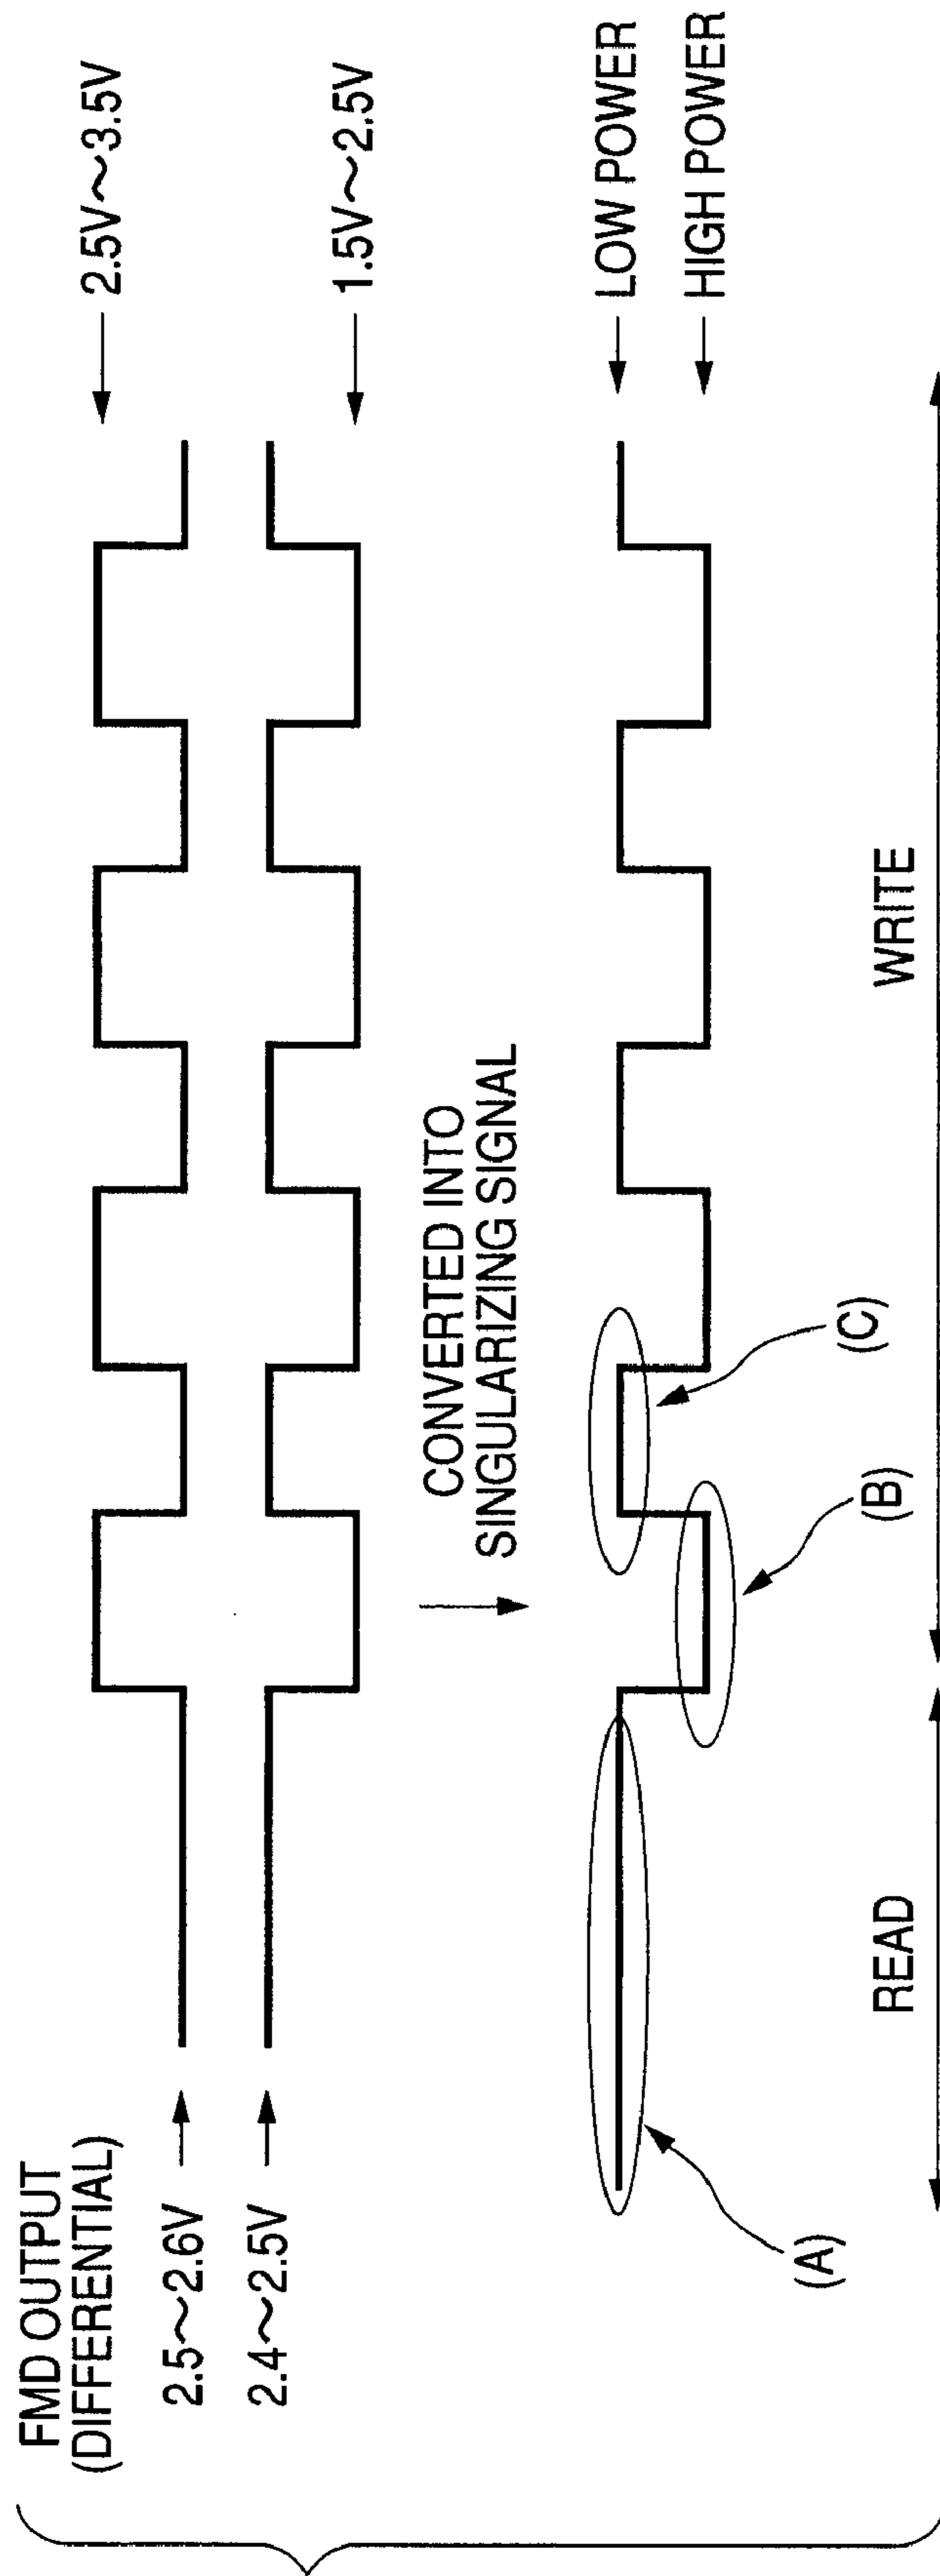 FMD OUTPUT
(DIFFERENTIAL)
2.5～2.6V
2.4～2.5V
2.5V～3.5V
1.5V～2.5V
CONVERTED INTO
SINGULARIZING SIGNAL
LOW POWER
HIGH POWER
(A)
(B)
(C)
READ
WRITE